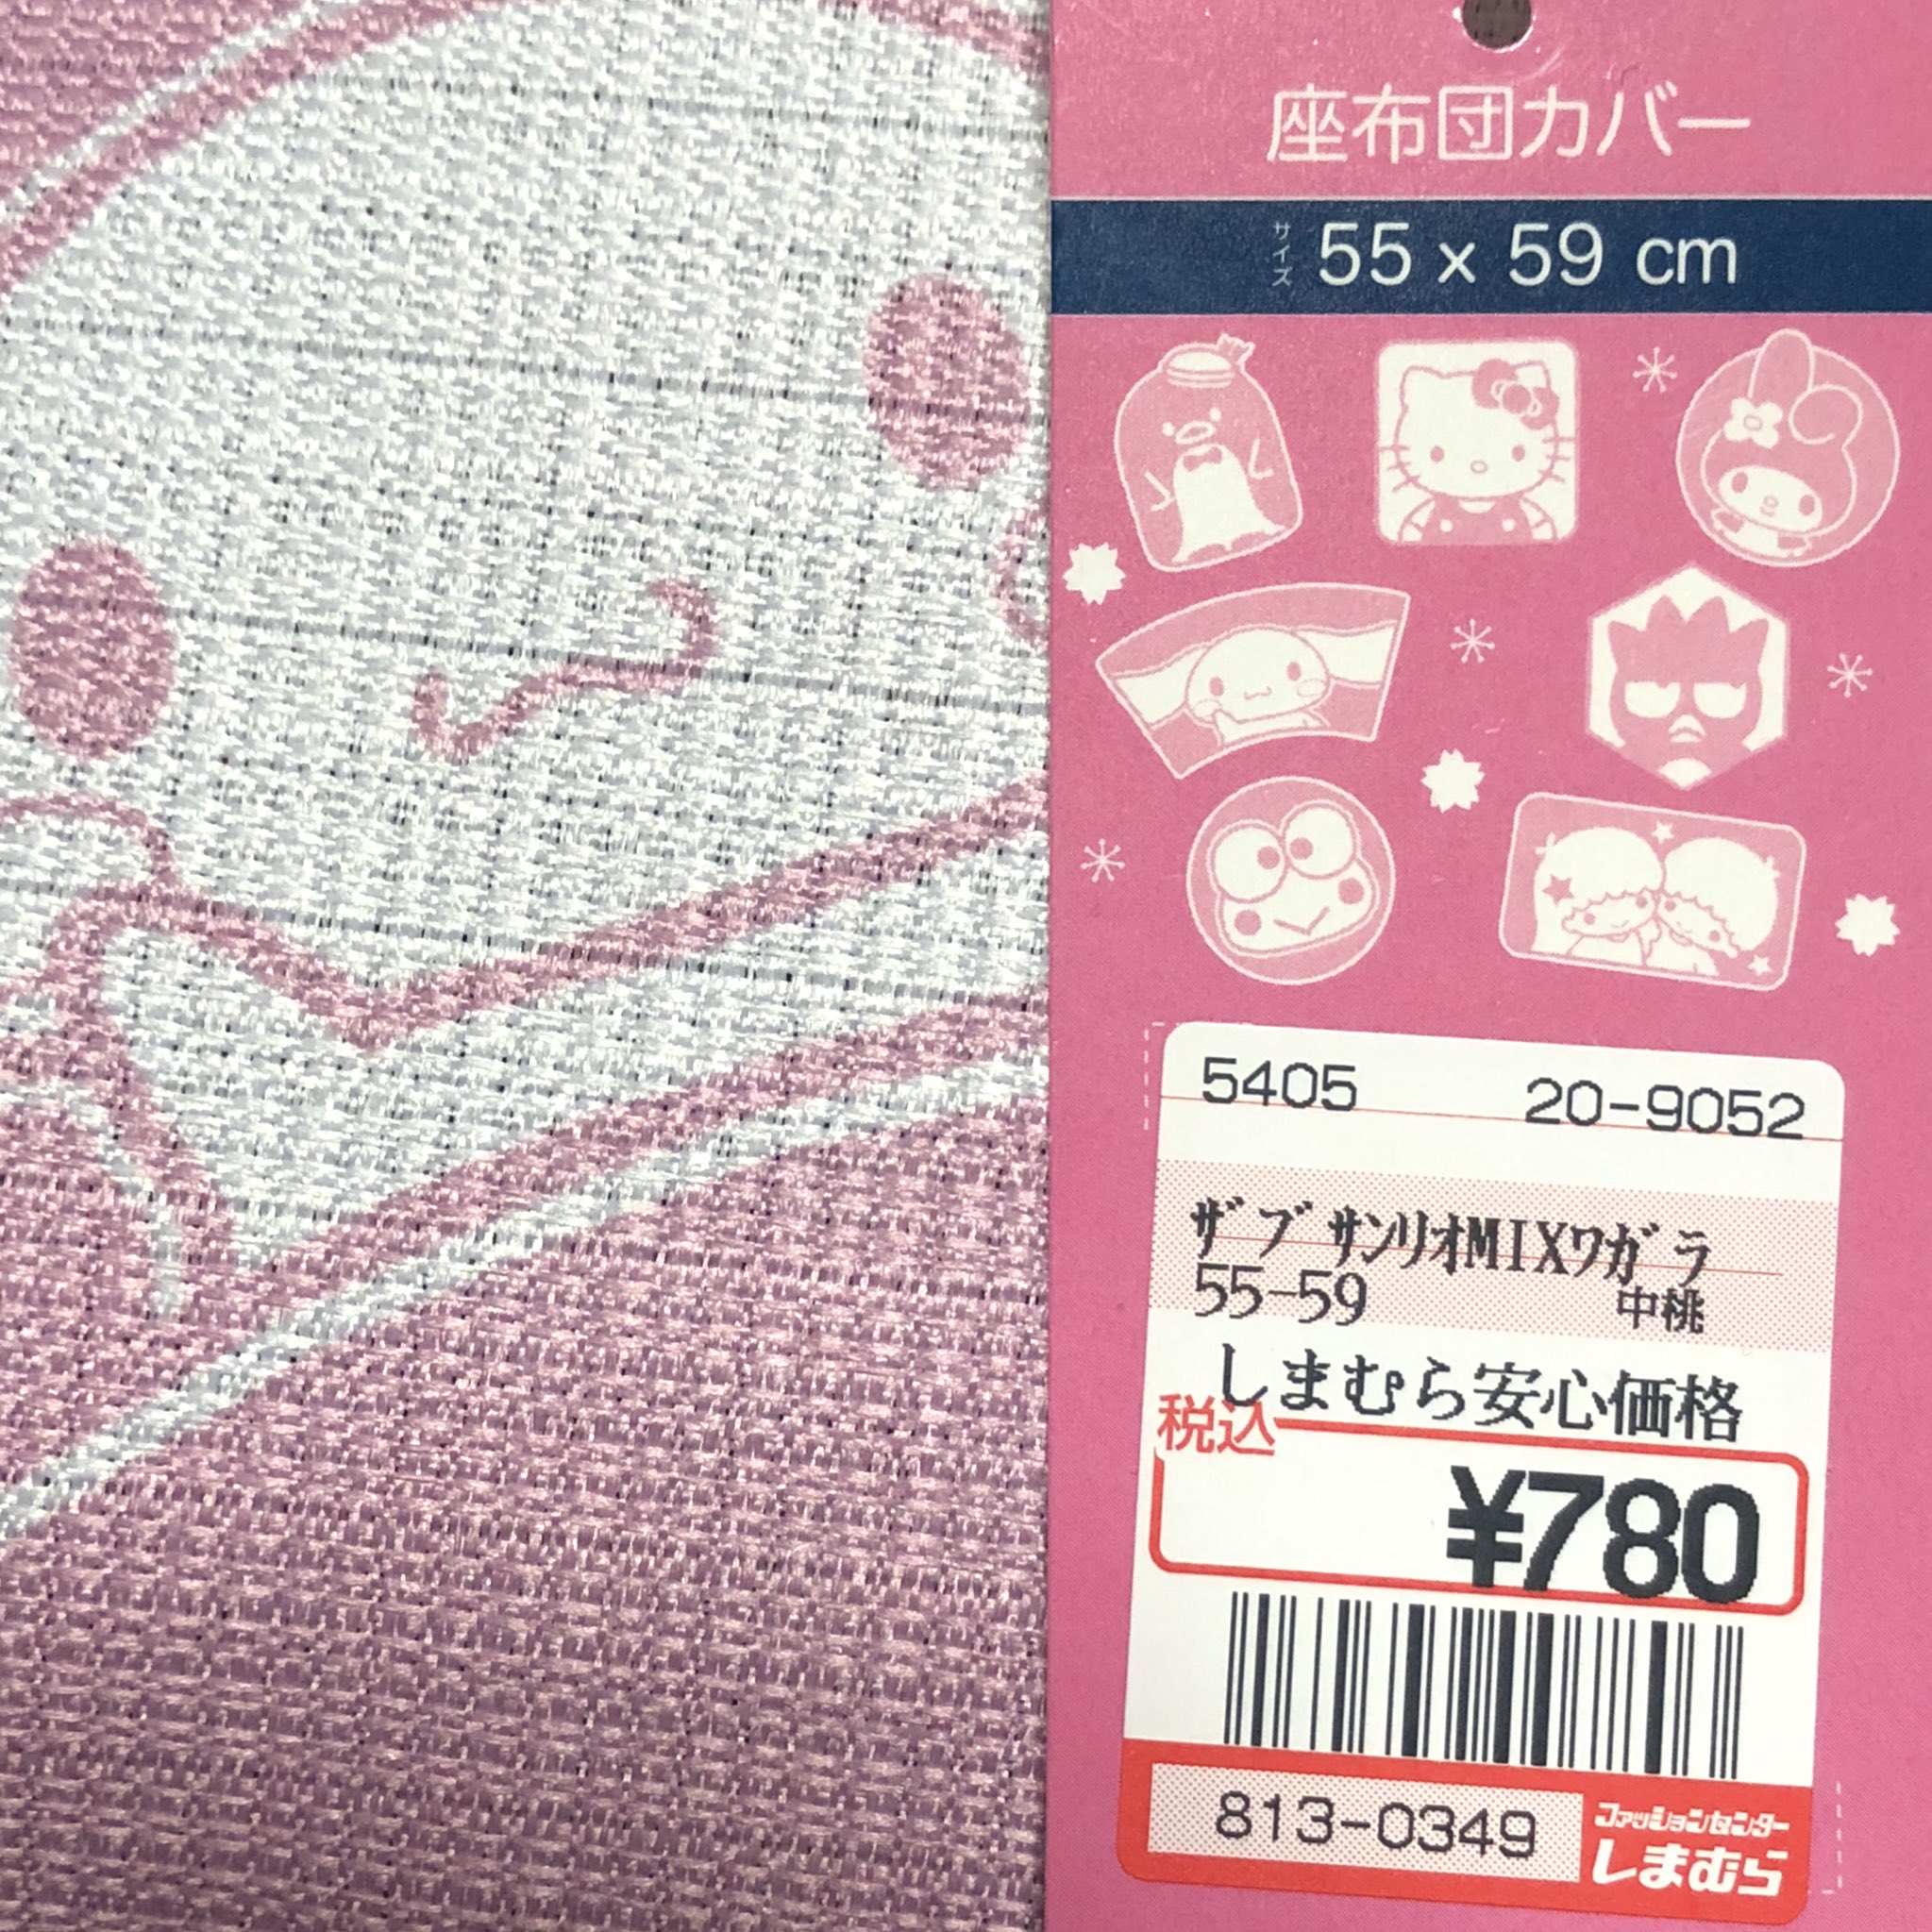 座布団カバー
サイズ 55 x 59 cm
5405 20-9052
ｻﾞﾌﾞ ｻﾝﾘｵMIXﾜｶﾞﾗ
55-59 中桃
しまむら安心価格
税込
¥780
813-0349
ファッションセンター
しまむら